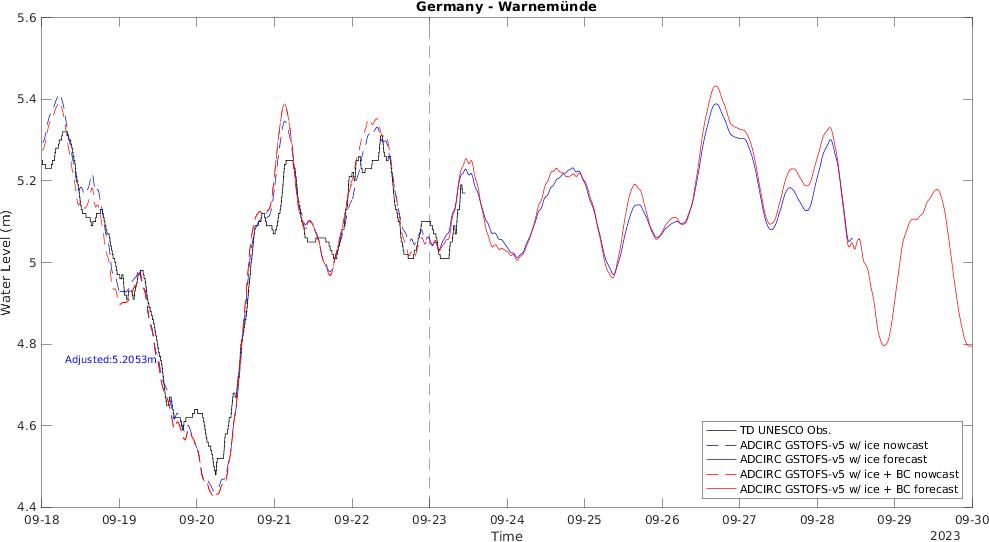 Germany - Warnemünde
5.6
5.4
5.2
5
4.8
4.6
4.4
Water Level (m)
Adjusted:5.2053m
TD UNESCO Obs.
ADCIRC GSTOFS-v5 w/ ice nowcast
ADCIRC GSTOFS-v5 w/ ice forecast
ADCIRC GSTOFS-v5 w/ ice + BC nowcast
ADCIRC GSTOFS-v5 w/ ice + BC forecast
09-18 09-19 09-20 09-21 09-22 09-23 09-24 09-25 09-26 09-27 09-28 09-29 09-30
Time
2023